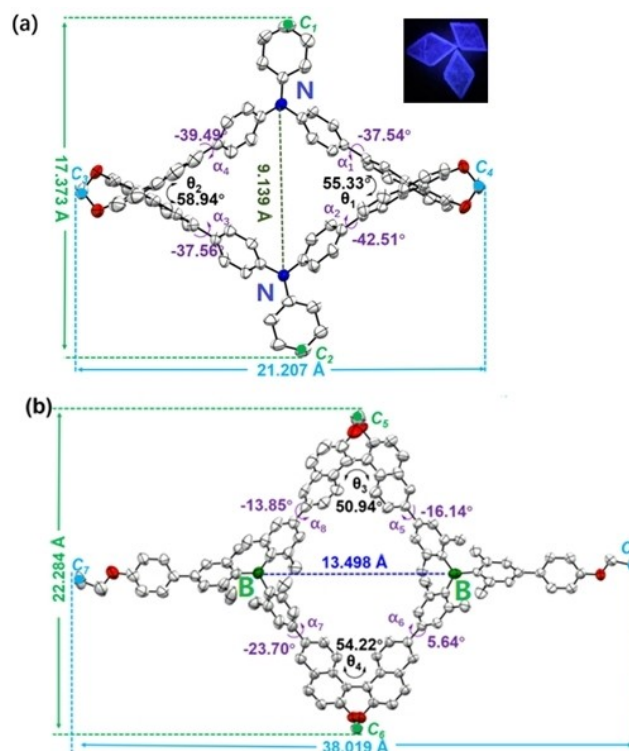 (a)
C₁
N
-39.49°
-37.54°
α₄
α₁
C₃
C₄
17.373 Å
9.139 Å
θ₂
58.94°
55.33°
θ₁
α₃
α₂
-37.56°
-42.51°
N
C₂
21.207 Å
(b)
C₅
θ₃
50.94°
-13.85°
-16.14°
α₈
α₅
22.284 Å
C₇
13.498 Å
B
B
α₇
α₆
-23.70°
54.22°
5.64°
θ₄
C₆
38.019 Å